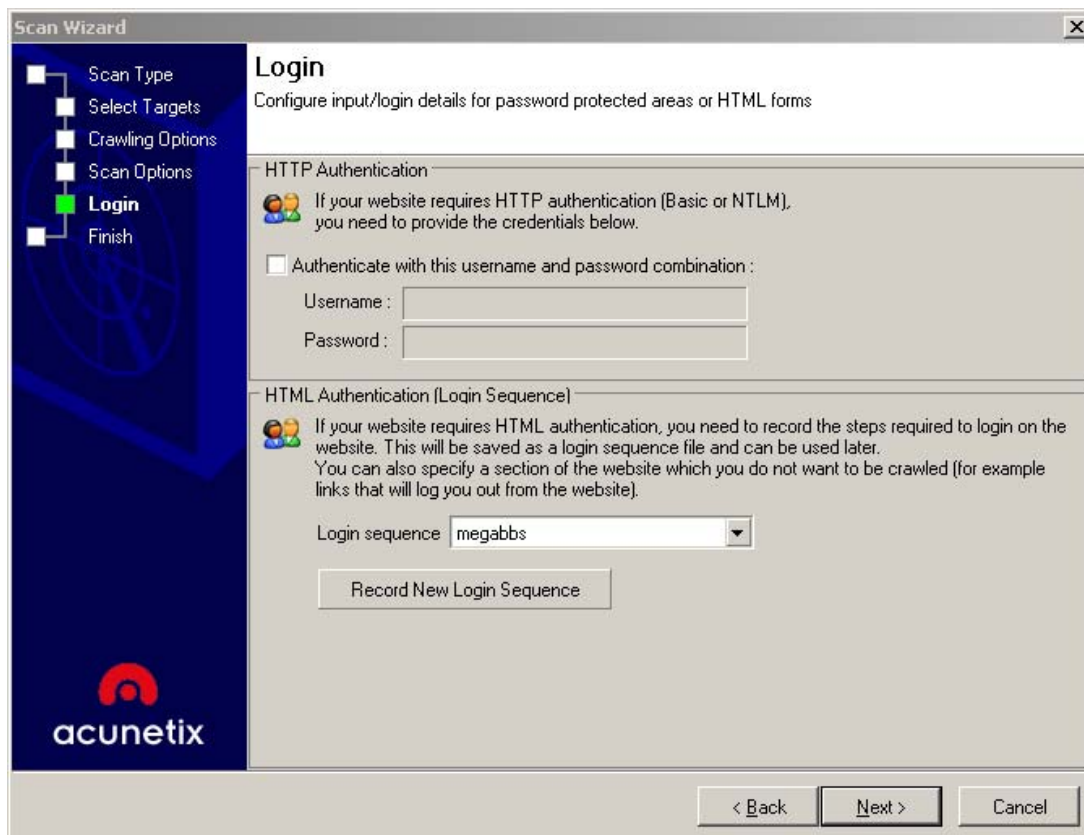 Scan Wizard
Scan Type
Select Targets
Crawling Options
Scan Options
Login
Finish
acunetix
Login
Configure input/login details for password protected areas or HTML forms
HTTP Authentication
If your website requires HTTP authentication (Basic or NTLM),
you need to provide the credentials below.
Authenticate with this username and password combination :
Username :
Password :
HTML Authentication (Login Sequence)
If your website requires HTML authentication, you need to record the steps required to login on the
website. This will be saved as a login sequence file and can be used later.
You can also specify a section of the website which you do not want to be crawled (for example
links that will log you out from the website).
Login sequence megabbs
Record New Login Sequence
< Back Next > Cancel